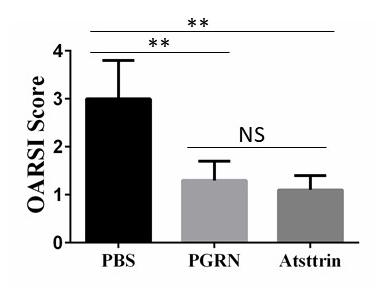 **
**
4
NS
3
2
1
0
OARSI Score
PBS PGRN Atsttrin